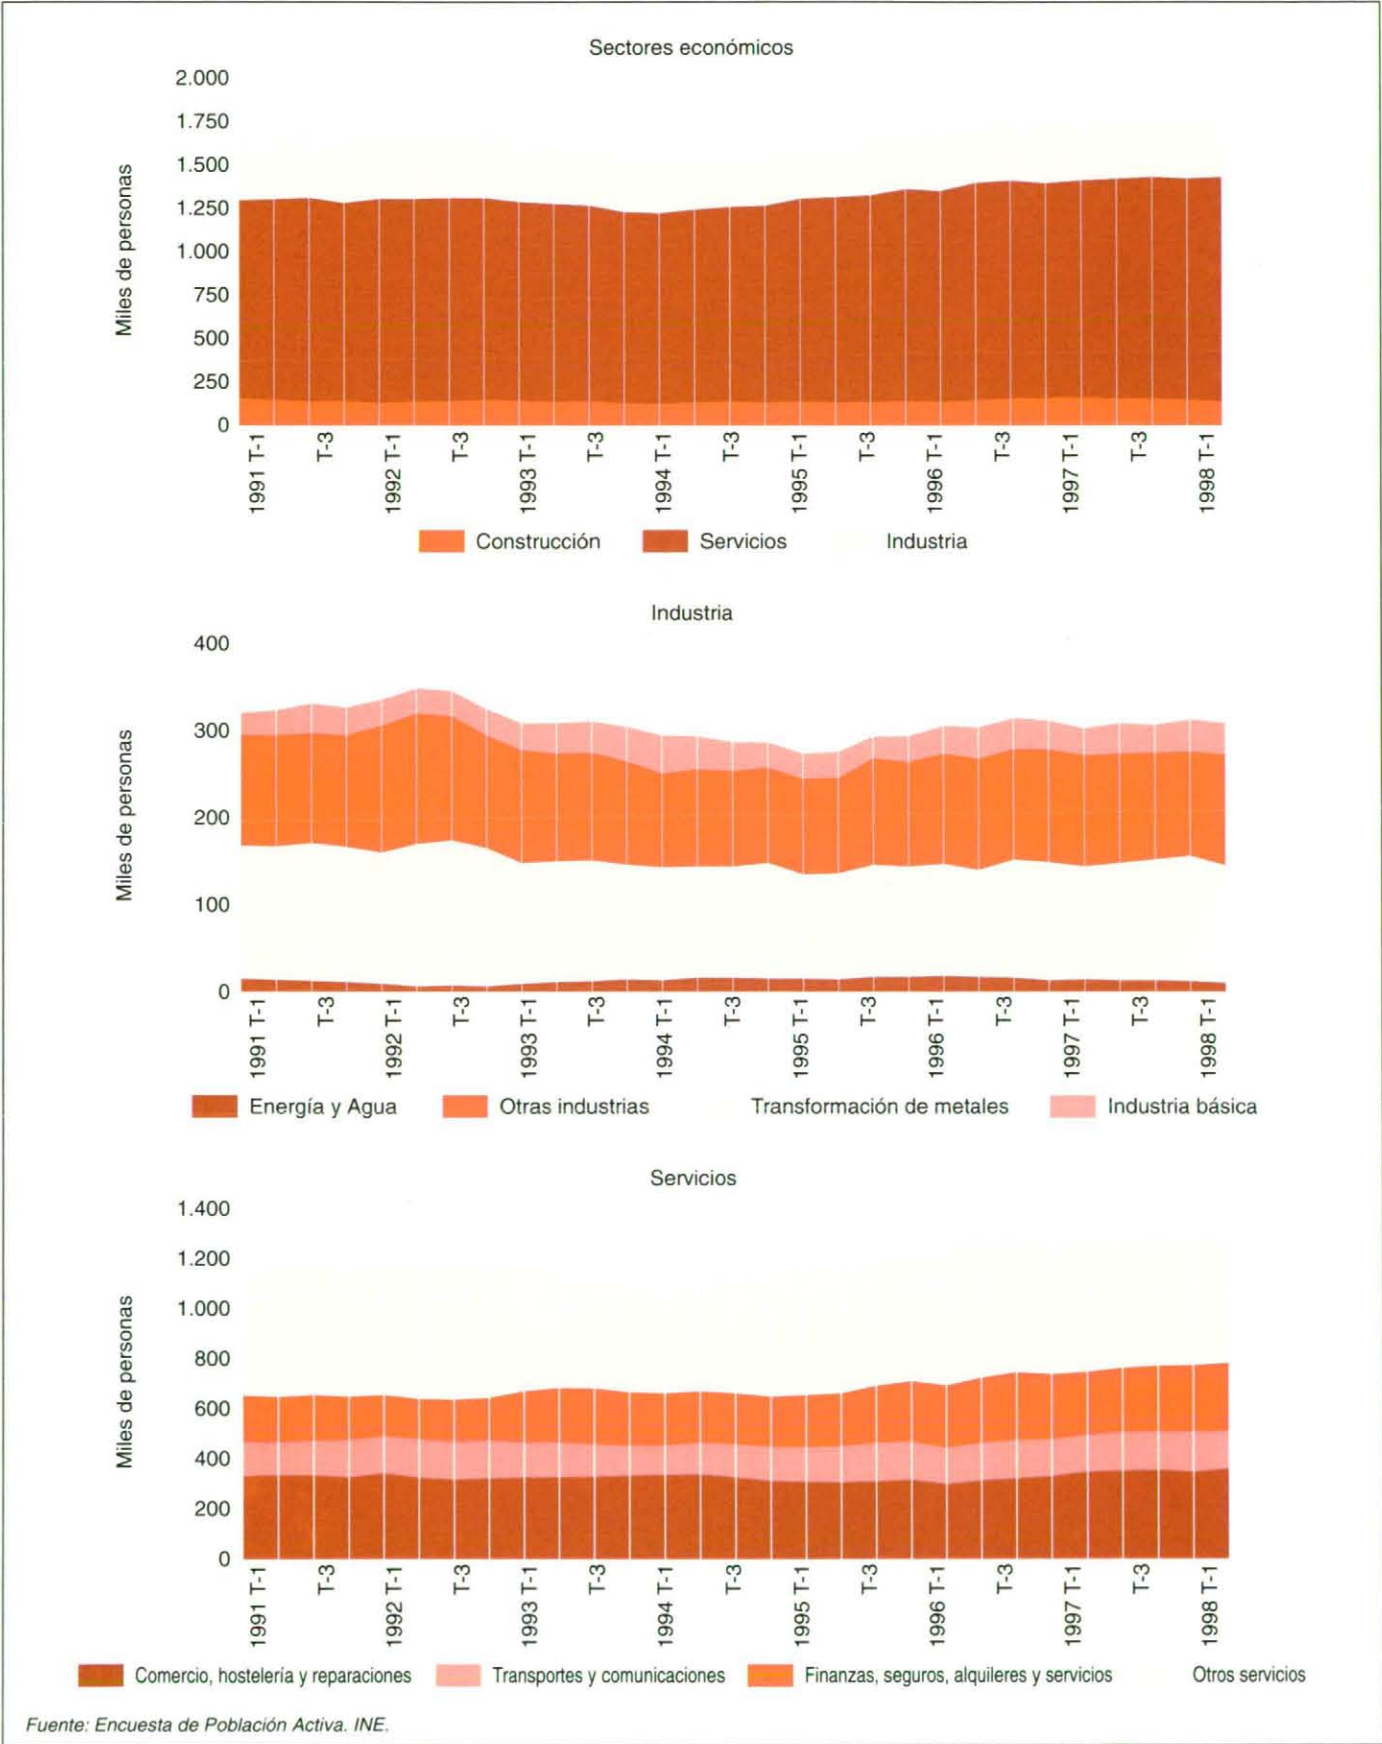 Sectores económicos
2.000
1.750
1.500
1.250
1.000
750
500
250
0
Miles de personas
1991 T-1
T-3
1992 T-1
T-3
1993 T-1
T-3
1994 T-1
T-3
1995 T-1
T-3
1996 T-1
T-3
1997 T-1
T-3
1998 T-1
Construcción Servicios Industria
Industria
400
300
200
100
0
Miles de personas
1991 T-1
T-3
1992 T-1
T-3
1993 T-1
T-3
1994 T-1
T-3
1995 T-1
T-3
1996 T-1
T-3
1997 T-1
T-3
1998 T-1
Energía y Agua Otras industrias Transformación de metales Industria básica
Servicios
1.400
1.200
1.000
800
600
400
200
0
Miles de personas
1991 T-1
T-3
1992 T-1
T-3
1993 T-1
T-3
1994 T-1
T-3
1995 T-1
T-3
1996 T-1
T-3
1997 T-1
T-3
1998 T-1
Comercio, hostelería y reparaciones Transportes y comunicaciones Finanzas, seguros, alquileres y servicios Otros servicios
Fuente: Encuesta de Población Activa. INE.